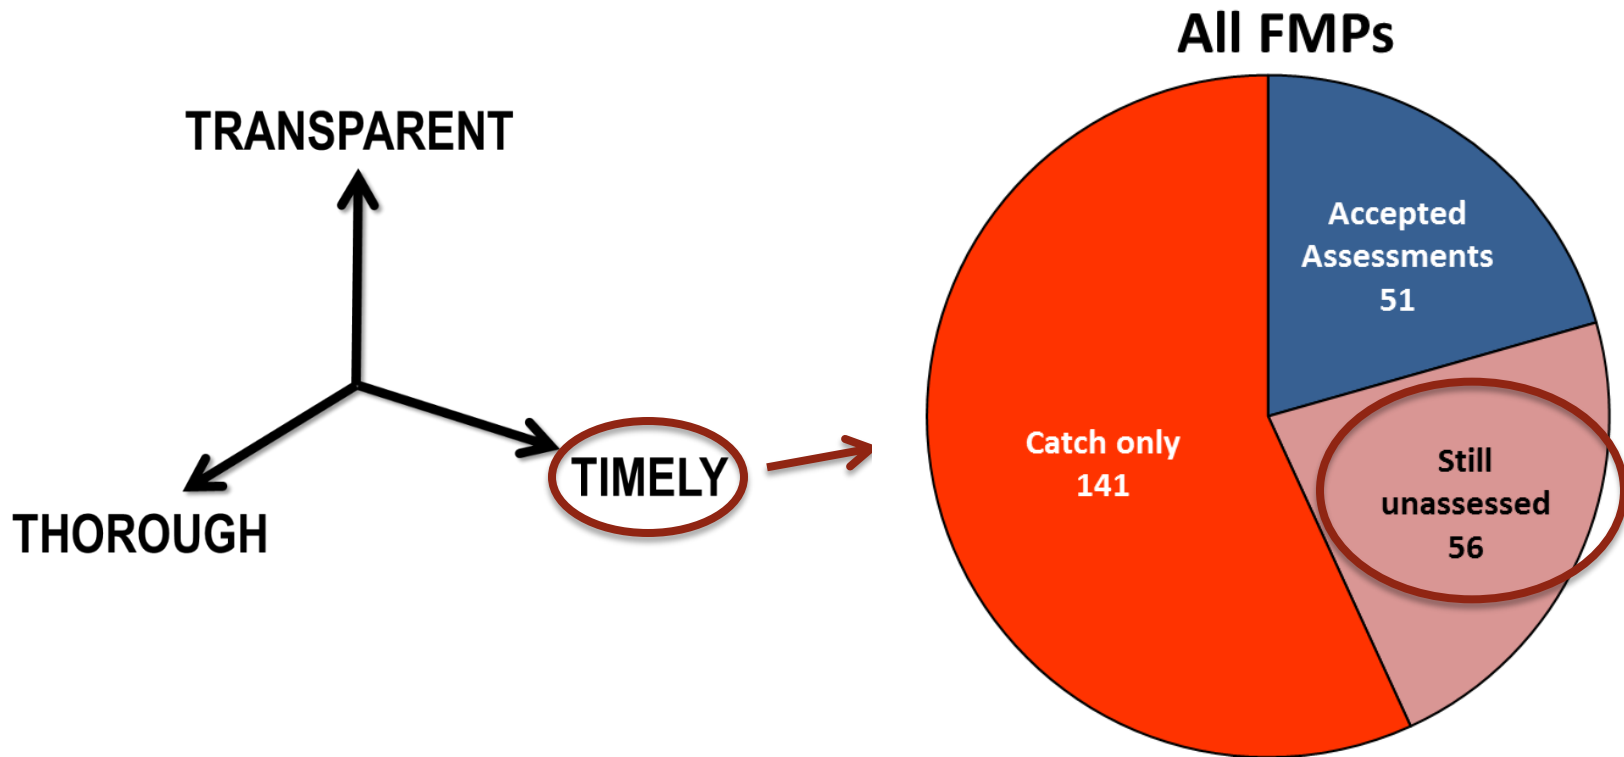 TRANSPARENT
THOROUGH
TIMELY
All FMPs
Accepted
Assessments
51
Catch only
141
Still
unassessed
56